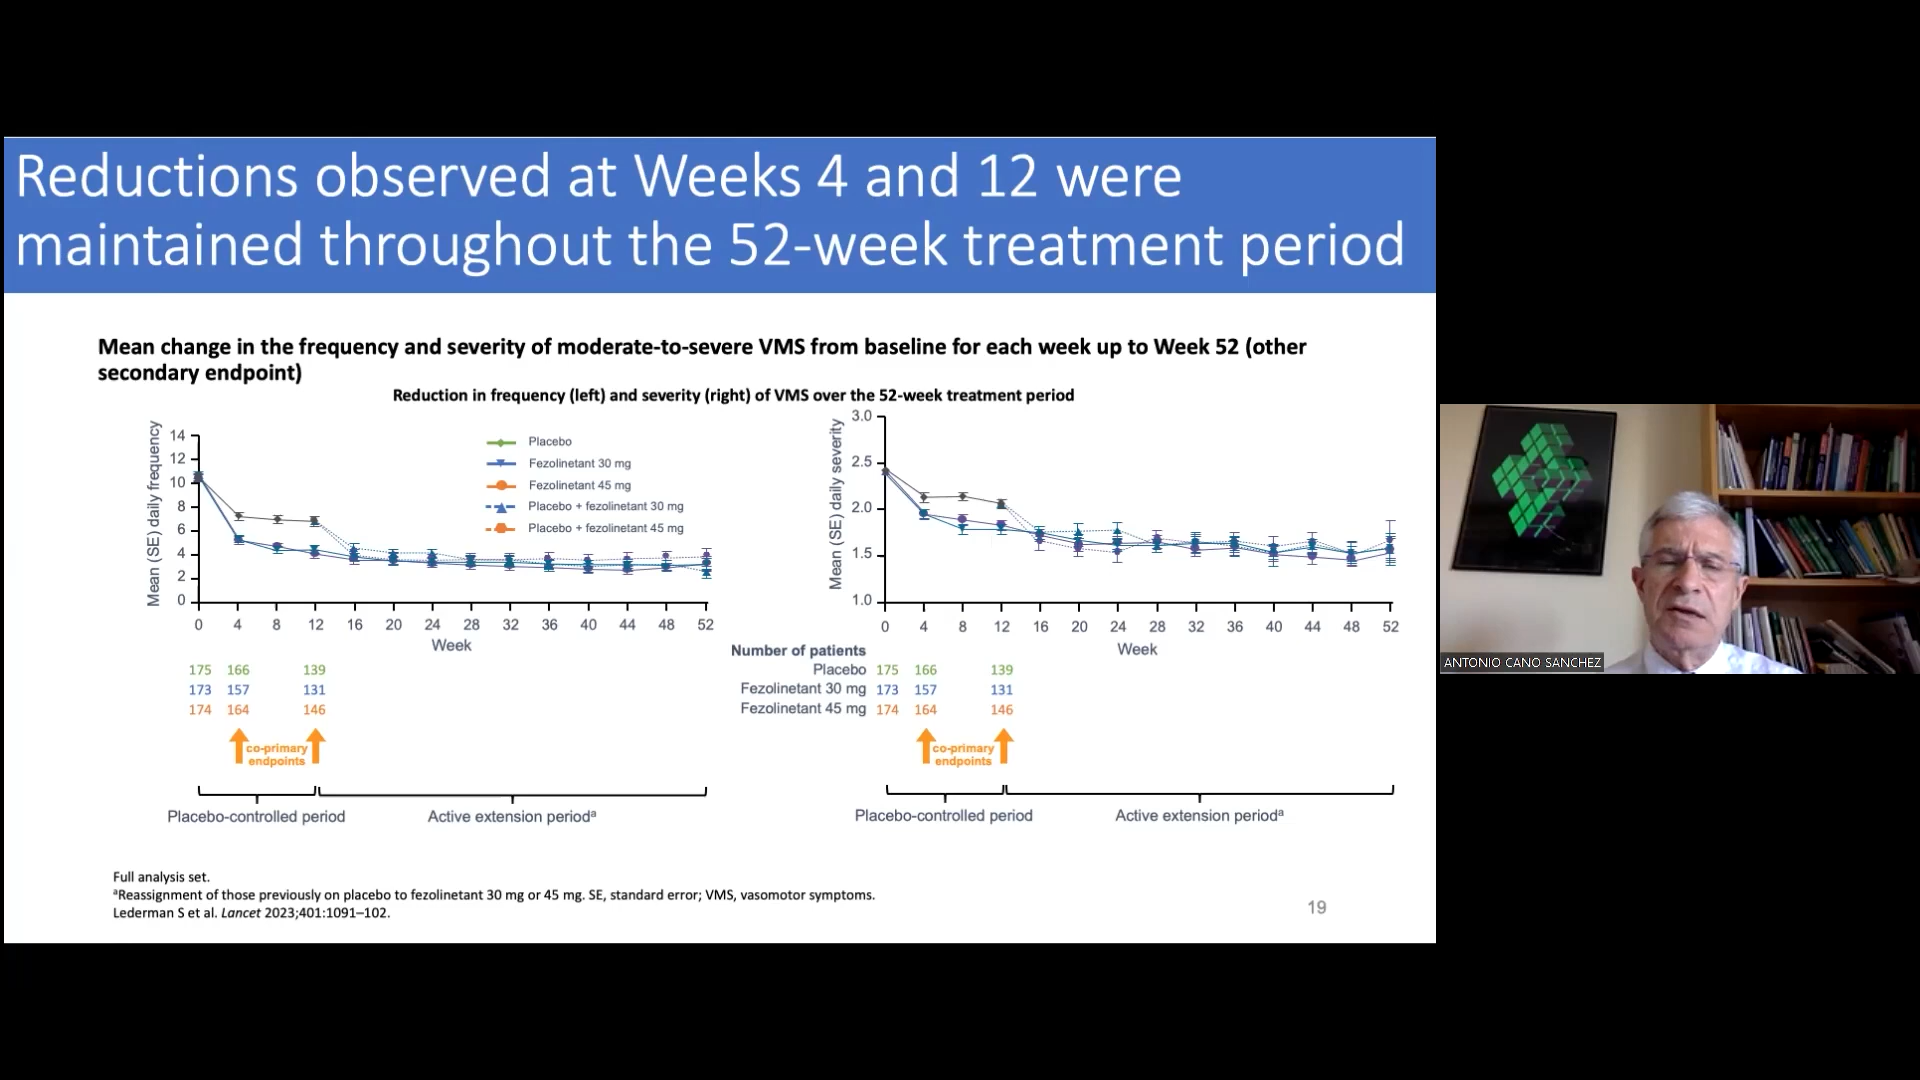 Reductions observed at Weeks 4 and 12 were
maintained throughout the 52-week treatment period
Mean change in the frequency and severity of moderate-to-severe VMS from baseline for each week up to Week 52 (other
secondary endpoint)
Reduction in frequency (left) and severity (right) of VMS over the 52-week treatment period
Mean (SE) daily frequency
14
12
10
8
6
4
2
0
0 4 8 12 16 20 24 28 32 36 40 44 48 52
Week
Placebo
Fezolinetant 30 mg
Fezolinetant 45 mg
Placebo + fezolinetant 30 mg
Placebo + fezolinetant 45 mg
175 166 139
173 157 131
174 164 146
co-primary
endpoints
Placebo-controlled period
Active extension periodᵃ
Mean (SE) daily severity
3.0
2.5
2.0
1.5
1.0
0 4 8 12 16 20 24 28 32 36 40 44 48 52
Week
Number of patients
Placebo 175 166 139
Fezolinetant 30 mg 173 157 131
Fezolinetant 45 mg 174 164 146
co-primary
endpoints
Placebo-controlled period
Active extension periodᵃ
Full analysis set.
ᵃReassignment of those previously on placebo to fezolinetant 30 mg or 45 mg. SE, standard error; VMS, vasomotor symptoms.
Lederman S et al. Lancet 2023;401:1091–102.
19
ANTONIO CANO SANCHEZ